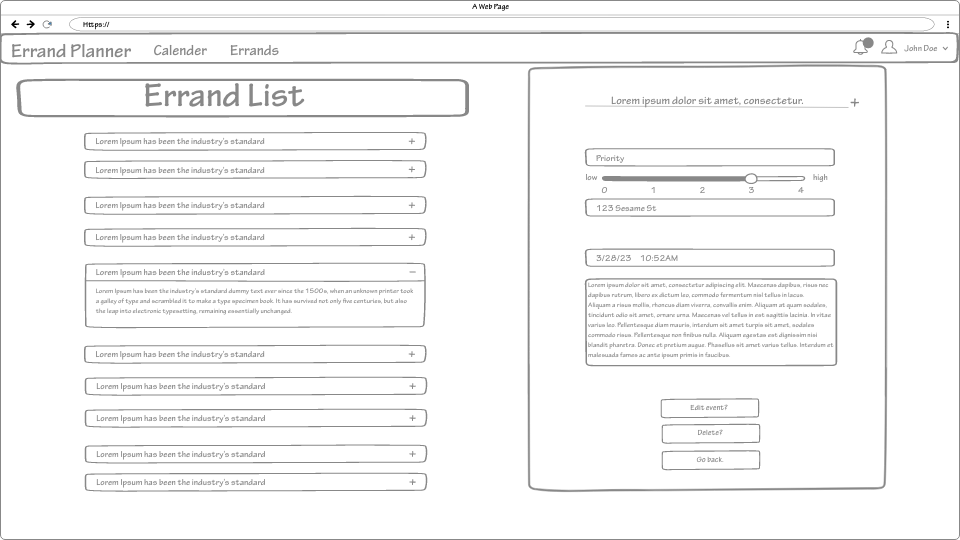 A Web Page
Https://
Errand Planner Calender Errands John Doe
Errand List
Lorem Ipsum has been the industry's standard +
Lorem Ipsum has been the industry's standard +
Lorem Ipsum has been the industry's standard +
Lorem Ipsum has been the industry's standard +
Lorem Ipsum has been the industry's standard −
Lorem Ipsum has been the industry's standard dummy text ever since the 1500s, when an unknown printer took
a galley of type and scrambled it to make a type specimen book. It has survived not only five centuries, but also
the leap into electronic typesetting, remaining essentially unchanged.
Lorem Ipsum has been the industry's standard +
Lorem Ipsum has been the industry's standard +
Lorem Ipsum has been the industry's standard +
Lorem Ipsum has been the industry's standard +
Lorem Ipsum has been the industry's standard +
Lorem ipsum dolor sit amet, consectetur. +
Priority
low high
0 1 2 3 4
123 Sesame St
3/28/23 10:52AM
Lorem ipsum dolor sit amet, consectetur adipiscing elit. Maecenas sit amet risus nec
dapibus rutrum, libero ex dictum leo, commodo fermentum nisl tellus in lacus.
Aliquam a risus mollis, rhoncus diam viverra, convallis enim. Aliquam at quam sodales,
tincidunt odio sit amet, ornare urna. Maecenas vel tellus in est sagittis lacinia. In vitae
varius leo. Pellentesque diam mauris, interdum sit amet turpis sit amet, sodales
commodo risus. Pellentesque non finibus nulla. Aliquam egestas est dignissim nisi
blandit pharetra. Donec et pretium augue. Phasellus sit amet varius tellus. Interdum et
malesuada fames ac ante ipsum primis in faucibus.
Edit event?
Delete?
Go back.